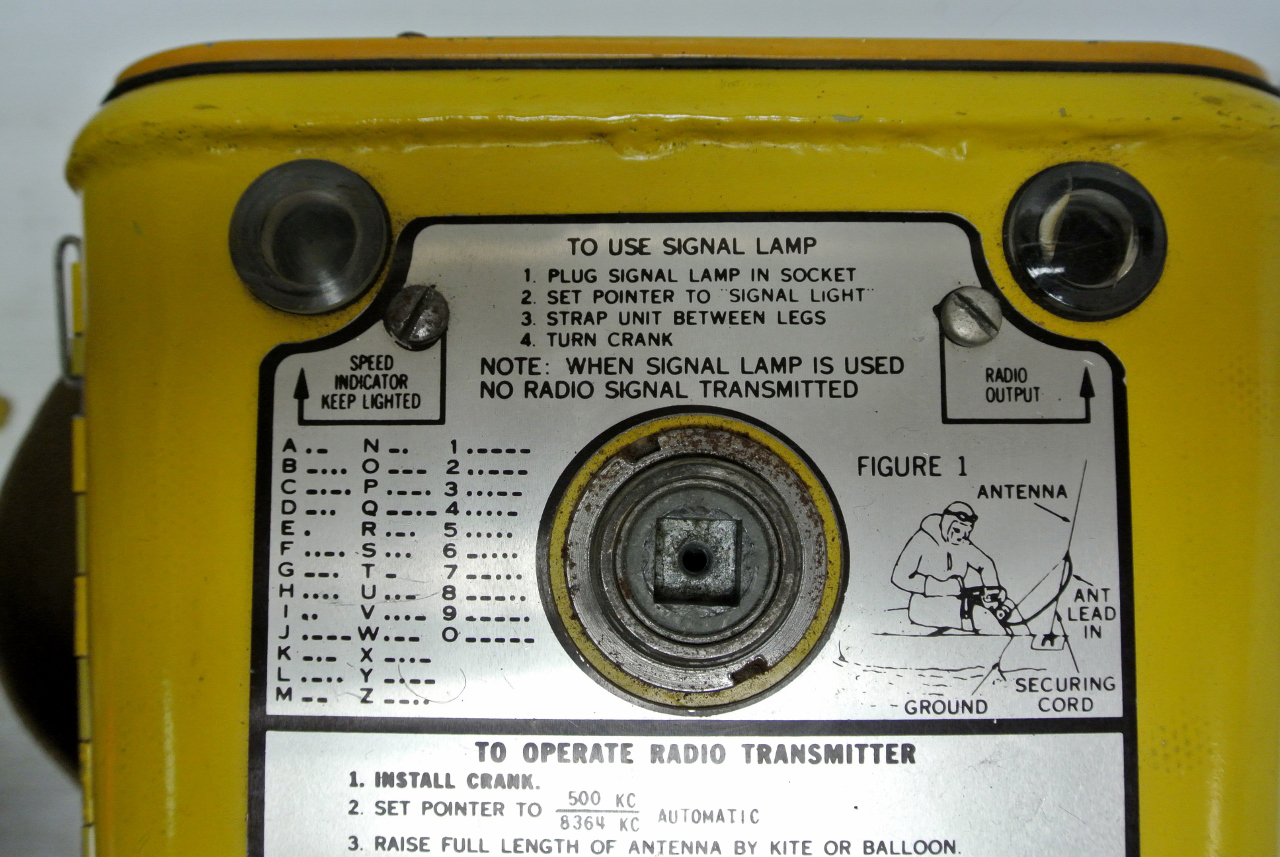 TO USE SIGNAL LAMP
1. PLUG SIGNAL LAMP IN SOCKET
2. SET POINTER TO "SIGNAL LIGHT"
3. STRAP UNIT BETWEEN LEGS
4. TURN CRANK
NOTE: WHEN SIGNAL LAMP IS USED
NO RADIO SIGNAL TRANSMITTED
SPEED
INDICATOR
KEEP LIGHTED
RADIO
OUTPUT
A .- N -. 1 .----
B -... O --- 2 ..---
C -.-. P .--. 3 ...--
D -.. Q --.- 4 ....-
E . R .-. 5 .....
F ..-. S ... 6 -....
G --. T - 7 --...
H .... U ..- 8 ---..
I .. V ...- 9 ----.
J .--- W .-- 0 -----
K -.- X -..-
L .-.. Y -.--
M -- Z --..
FIGURE 1
ANTENNA
ANT
LEAD
IN
SECURING
CORD
GROUND
TO OPERATE RADIO TRANSMITTER
1. INSTALL CRANK.
2. SET POINTER TO 500 KC / 8364 KC AUTOMATIC
3. RAISE FULL LENGTH OF ANTENNA BY KITE OR BALLOON.